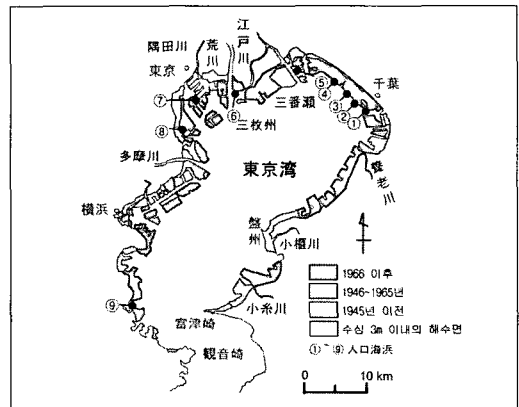 江戸川
荒川
隅田川
東京
千葉
三番瀬
⑤
④
③
②
①
⑦
⑥
三枚州
⑧
多摩川
東京湾
養老川
横浜
盤州
小櫃川
⑨
小糸川
富津崎
観音崎
1966 이후
1946~1965년
1945년 이전
수심 3m 이내의 해수면
①~⑨ 人口海浜
0 10 km